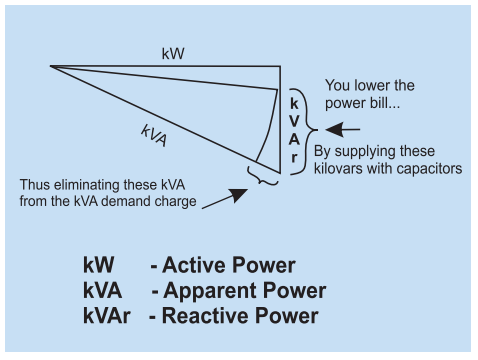 kW
You lower the
power bill...
k
V
A
r
kVA
By supplying these
kilovars with capacitors
Thus eliminating these kVA
from the kVA demand charge
kW - Active Power
kVA - Apparent Power
kVAr - Reactive Power